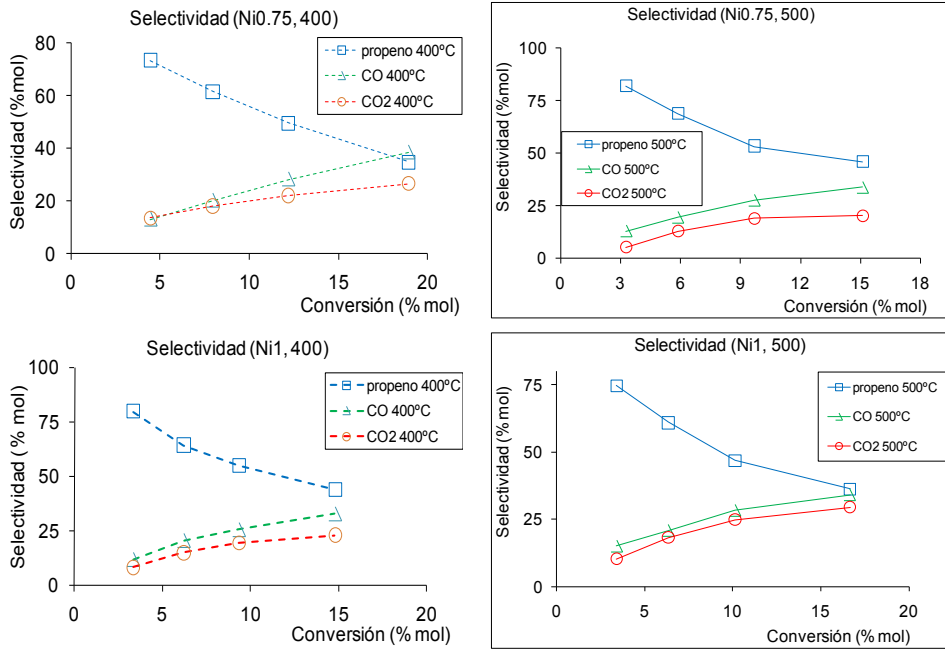 Selectividad (Ni0.75, 400)
Selectividad (%mol)
80
60
40
20
0
0
5
10
15
20
Conversión (% mol)
propeno 400ºC
CO 400ºC
CO2 400ºC
Selectividad (Ni0.75, 500)
Selectividad (%mol)
100
75
50
25
0
0
3
6
9
12
15
18
Conversión (% mol)
propeno 500ºC
CO 500ºC
CO2 500ºC
Selectividad (Ni1, 400)
Selectividad (% mol)
100
75
50
25
0
0
5
10
15
20
Conversión (% mol)
propeno 400ºC
CO 400ºC
CO2 400ºC
Selectividad (Ni1, 500)
Selectividad (% mol)
75
50
25
0
0
5
10
15
20
Conversión (% mol)
propeno 500ºC
CO 500ºC
CO2 500ºC